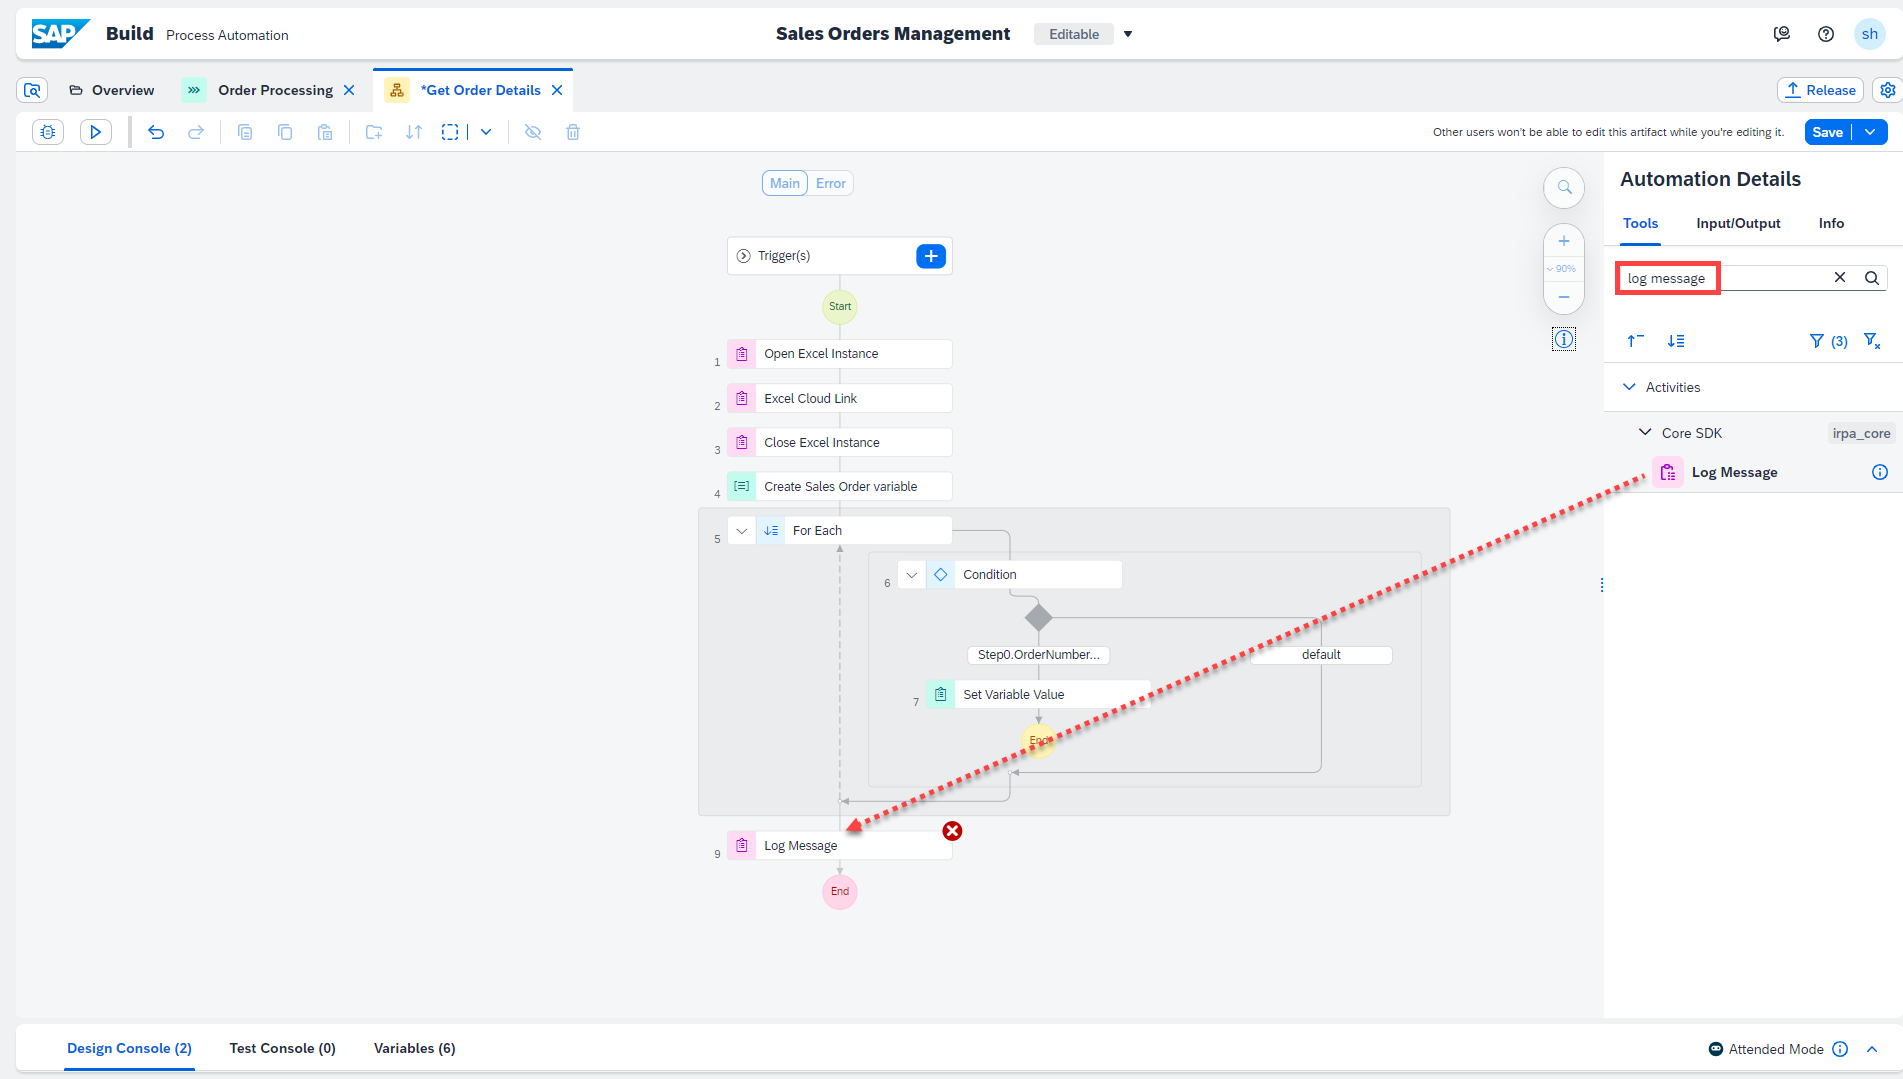 SAP Build Process Automation
Sales Orders Management Editable
sh
Overview
Order Processing
*Get Order Details
Release
Other users won't be able to edit this artifact while you're editing it.
Save
Main Error
Trigger(s)
Start
1 Open Excel Instance
2 Excel Cloud Link
3 Close Excel Instance
4 Create Sales Order variable
5 For Each
6 Condition
Step0.OrderNumber...
default
7 Set Variable Value
End
9 Log Message
End
90%
Automation Details
Tools Input/Output Info
log message
(3)
Activities
Core SDK irpa_core
Log Message
Design Console (2) Test Console (0) Variables (6)
Attended Mode